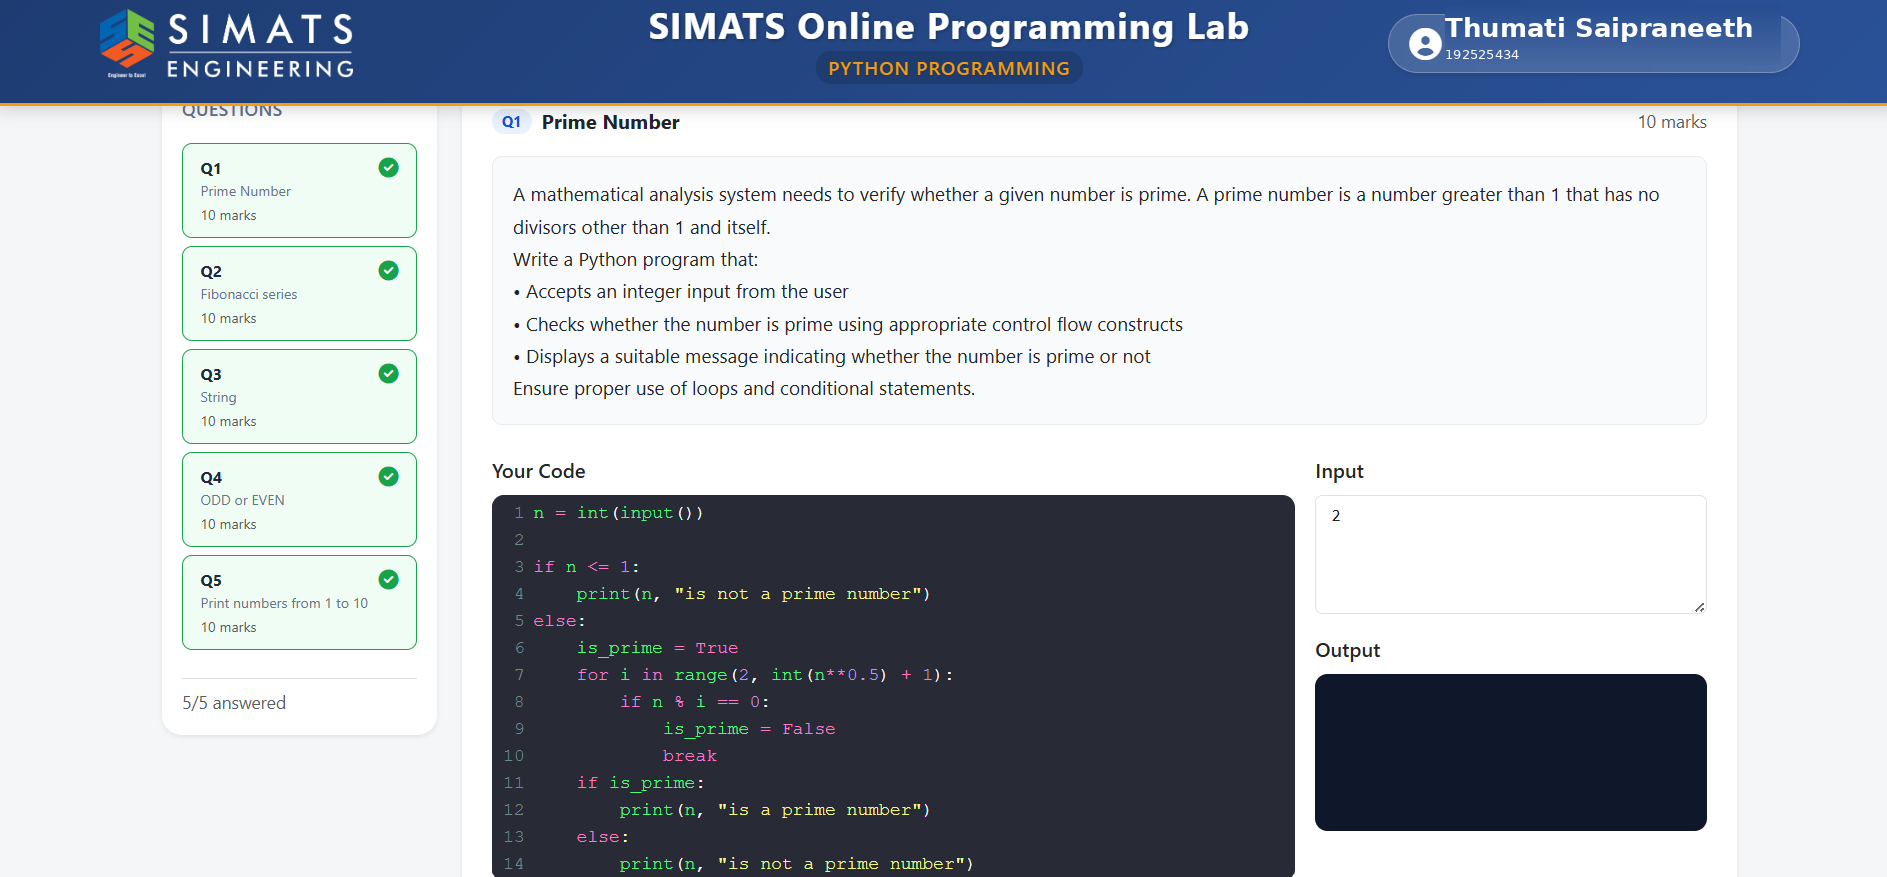 SIMATS
ENGINEERING
Engineer to Excel
SIMATS Online Programming Lab
PYTHON PROGRAMMING
Thumati Saipraneeth
192525434
QUESTIONS
Q1
Prime Number
10 marks
Q2
Fibonacci series
10 marks
Q3
String
10 marks
Q4
ODD or EVEN
10 marks
Q5
Print numbers from 1 to 10
10 marks
5/5 answered
Q1 Prime Number
10 marks
A mathematical analysis system needs to verify whether a given number is prime. A prime number is a number greater than 1 that has no
divisors other than 1 and itself.
Write a Python program that:
• Accepts an integer input from the user
• Checks whether the number is prime using appropriate control flow constructs
• Displays a suitable message indicating whether the number is prime or not
Ensure proper use of loops and conditional statements.
Your Code
1 n = int(input())
2
3 if n <= 1:
4     print(n, "is not a prime number")
5 else:
6     is_prime = True
7     for i in range(2, int(n**0.5) + 1):
8         if n % i == 0:
9             is_prime = False
10             break
11     if is_prime:
12         print(n, "is a prime number")
13     else:
14         print(n, "is not a prime number")
Input
2
Output